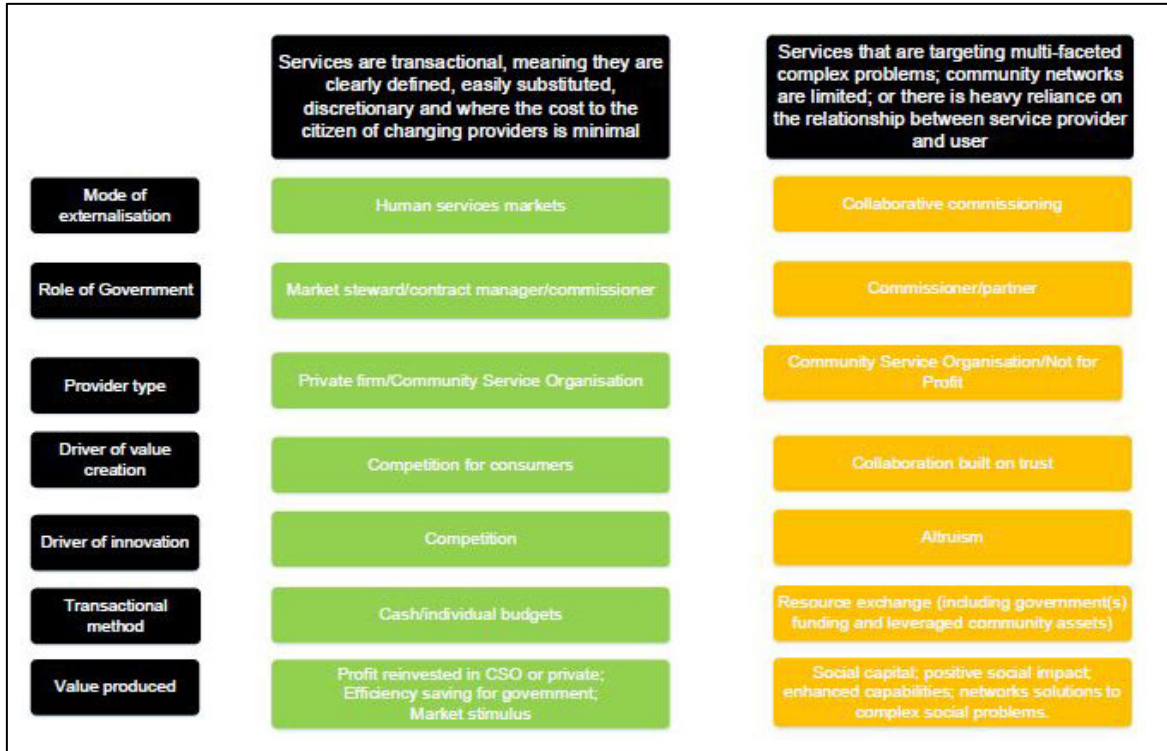 Services are transactional, meaning they are
clearly defined, easily substituted,
discretionary and where the cost to the
citizen of changing providers is minimal
Services that are targeting multi-faceted
complex problems; community networks
are limited; or there is heavy reliance on
the relationship between service provider
and user
Mode of
externalisation
Human services markets
Collaborative commissioning
Role of Government
Market steward/contract manager/commissioner
Commissioner/partner
Provider type
Private firm/Community Service Organisation
Community Service Organisation/Not for
Profit
Driver of value
creation
Competition for consumers
Collaboration built on trust
Driver of innovation
Competition
Altruism
Transactional
method
Cash/individual budgets
Resource exchange (including government(s)
funding and leveraged community assets)
Value produced
Profit reinvested in CSO or private;
Efficiency saving for government;
Market stimulus
Social capital; positive social impact;
enhanced capabilities; networks solutions to
complex social problems.